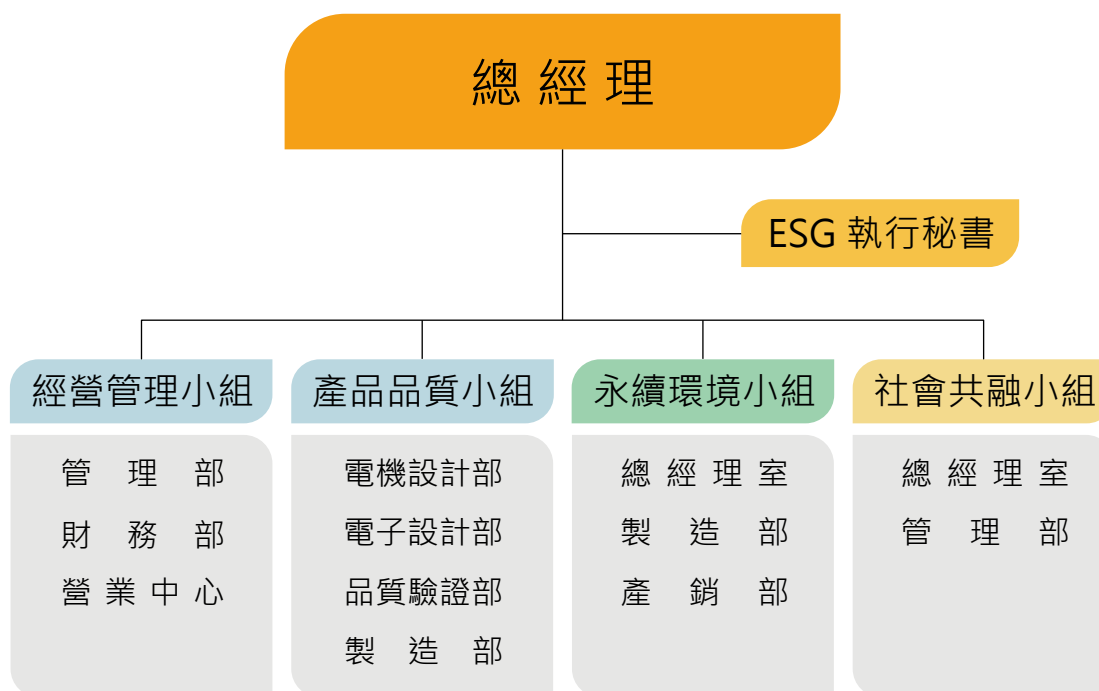 總經理
ESG 執行秘書
經營管理小組
管理部
財務部
營業中心
產品品質小組
電機設計部
電子設計部
品質驗證部
製造部
永續環境小組
總經理室
製造部
產銷部
社會共融小組
總經理室
管理部